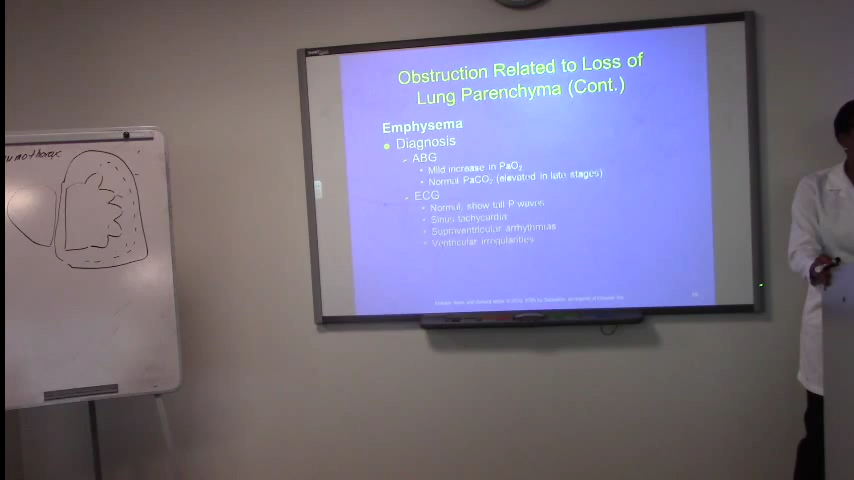 Obstruction Related to Loss of
Lung Parenchyma (Cont.)
Emphysema
Diagnosis
- ABG
• Mild increase in PaO2
• Normal PaCO2 (elevated in late stages)
- ECG
• Normal, show tall P waves
• Sinus tachycardia
• Supraventricular arrhythmias
• Ventricular irregularities